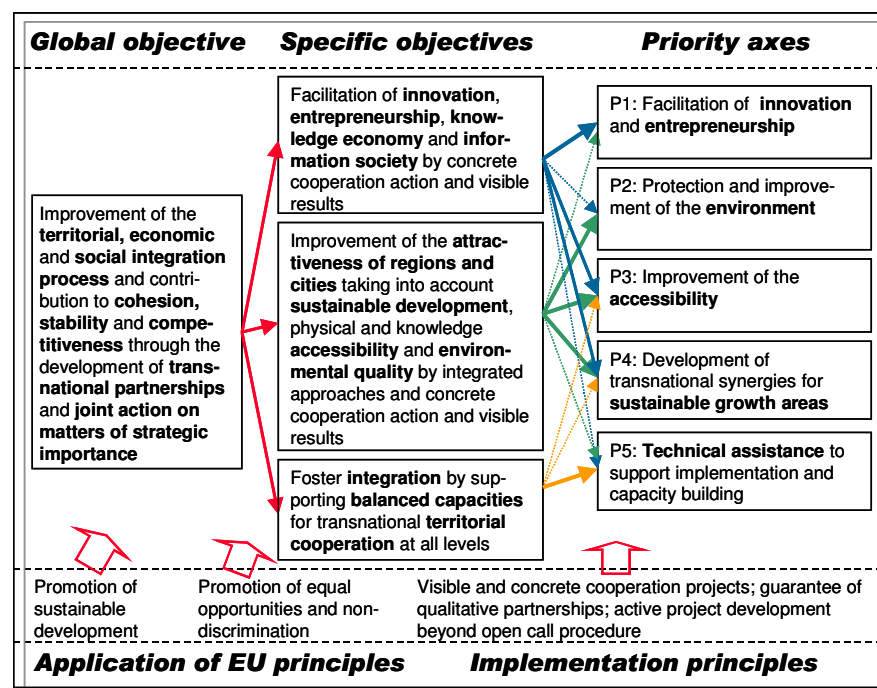 Global objective
Specific objectives
Priority axes
Improvement of the
territorial, economic
and social integration
process and contri-
bution to cohesion,
stability and compe-
titiveness through the
development of trans-
national partnerships
and joint action on
matters of strategic
importance
Facilitation of innovation,
entrepreneurship, know-
ledge economy and infor-
mation society by concrete
cooperation action and visible
results
Improvement of the attrac-
tiveness of regions and
cities taking into account
sustainable development,
physical and knowledge
accessibility and environ-
mental quality by integrated
approaches and concrete
cooperation action and visible
results
Foster integration by sup-
porting balanced capacities
for transnational territorial
cooperation at all levels
P1: Facilitation of innovation
and entrepreneurship
P2: Protection and improve-
ment of the environment
P3: Improvement of the
accessibility
P4: Development of
transnational synergies for
sustainable growth areas
P5: Technical assistance to
support implementation and
capacity building
Promotion of
sustainable
development
Promotion of equal
opportunities and non-
discrimination
Visible and concrete cooperation projects; guarantee of
qualitative partnerships; active project development
beyond open call procedure
Application of EU principles
Implementation principles